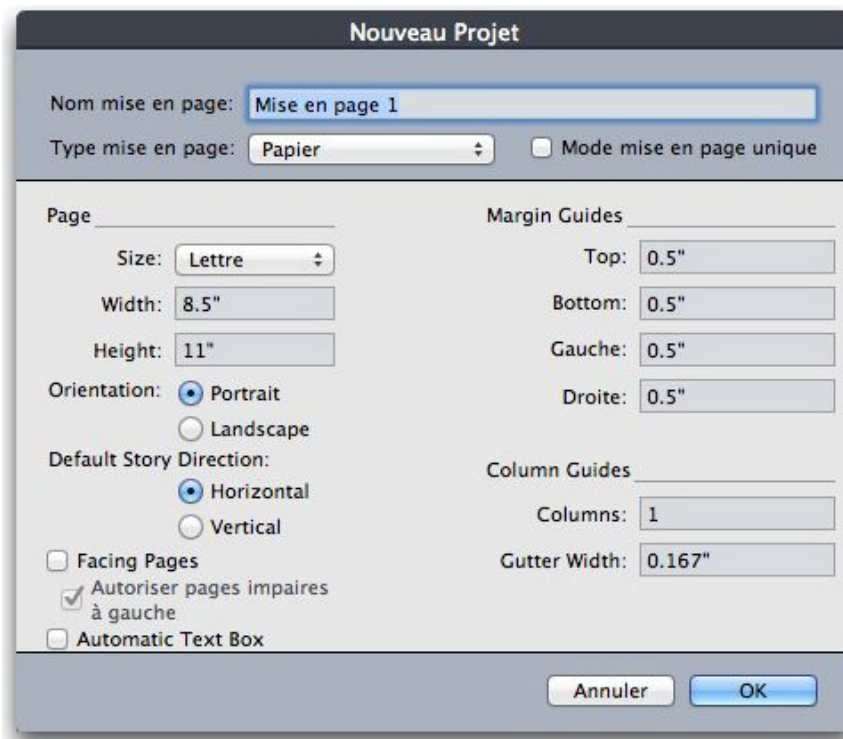 Nouveau Projet
Nom mise en page: Mise en page 1
Type mise en page: Papier
Mode mise en page unique
Page
Size: Lettre
Width: 8.5"
Height: 11"
Orientation: Portrait
Landscape
Default Story Direction:
Horizontal
Vertical
Facing Pages
Autoriser pages impaires
à gauche
Automatic Text Box
Margin Guides
Top: 0.5"
Bottom: 0.5"
Gauche: 0.5"
Droite: 0.5"
Column Guides
Columns: 1
Gutter Width: 0.167"
Annuler
OK